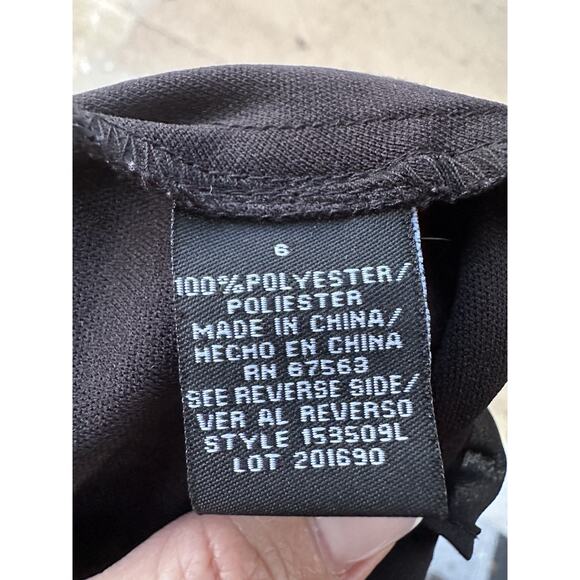 6
100%POLYESTER/
POLIESTER
MADE IN CHINA/
HECHO EN CHINA
RN 67563
SEE REVERSE SIDE/
VER AL REVERSO
STYLE 153509L
LOT 201690